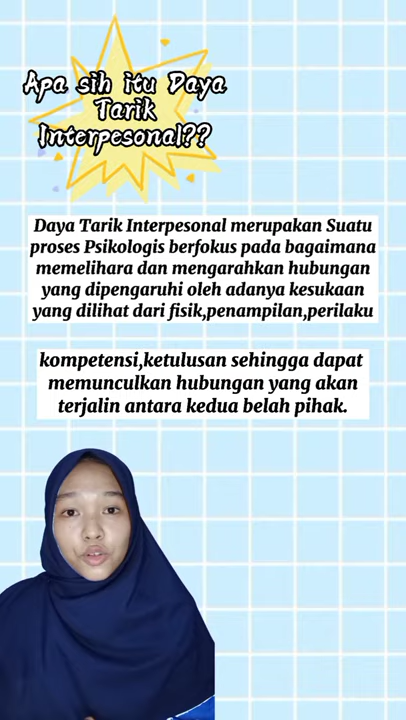 Apa sih itu Daya
Tarik
Interpesonal??
Daya Tarik Interpesonal merupakan Suatu
proses Psikologis berfokus pada bagaimana
memelihara dan mengarahkan hubungan
yang dipengaruhi oleh adanya kesukaan
yang dilihat dari fisik,penampilan,perilaku
kompetensi,ketulusan sehingga dapat
memunculkan hubungan yang akan
terjalin antara kedua belah pihak.